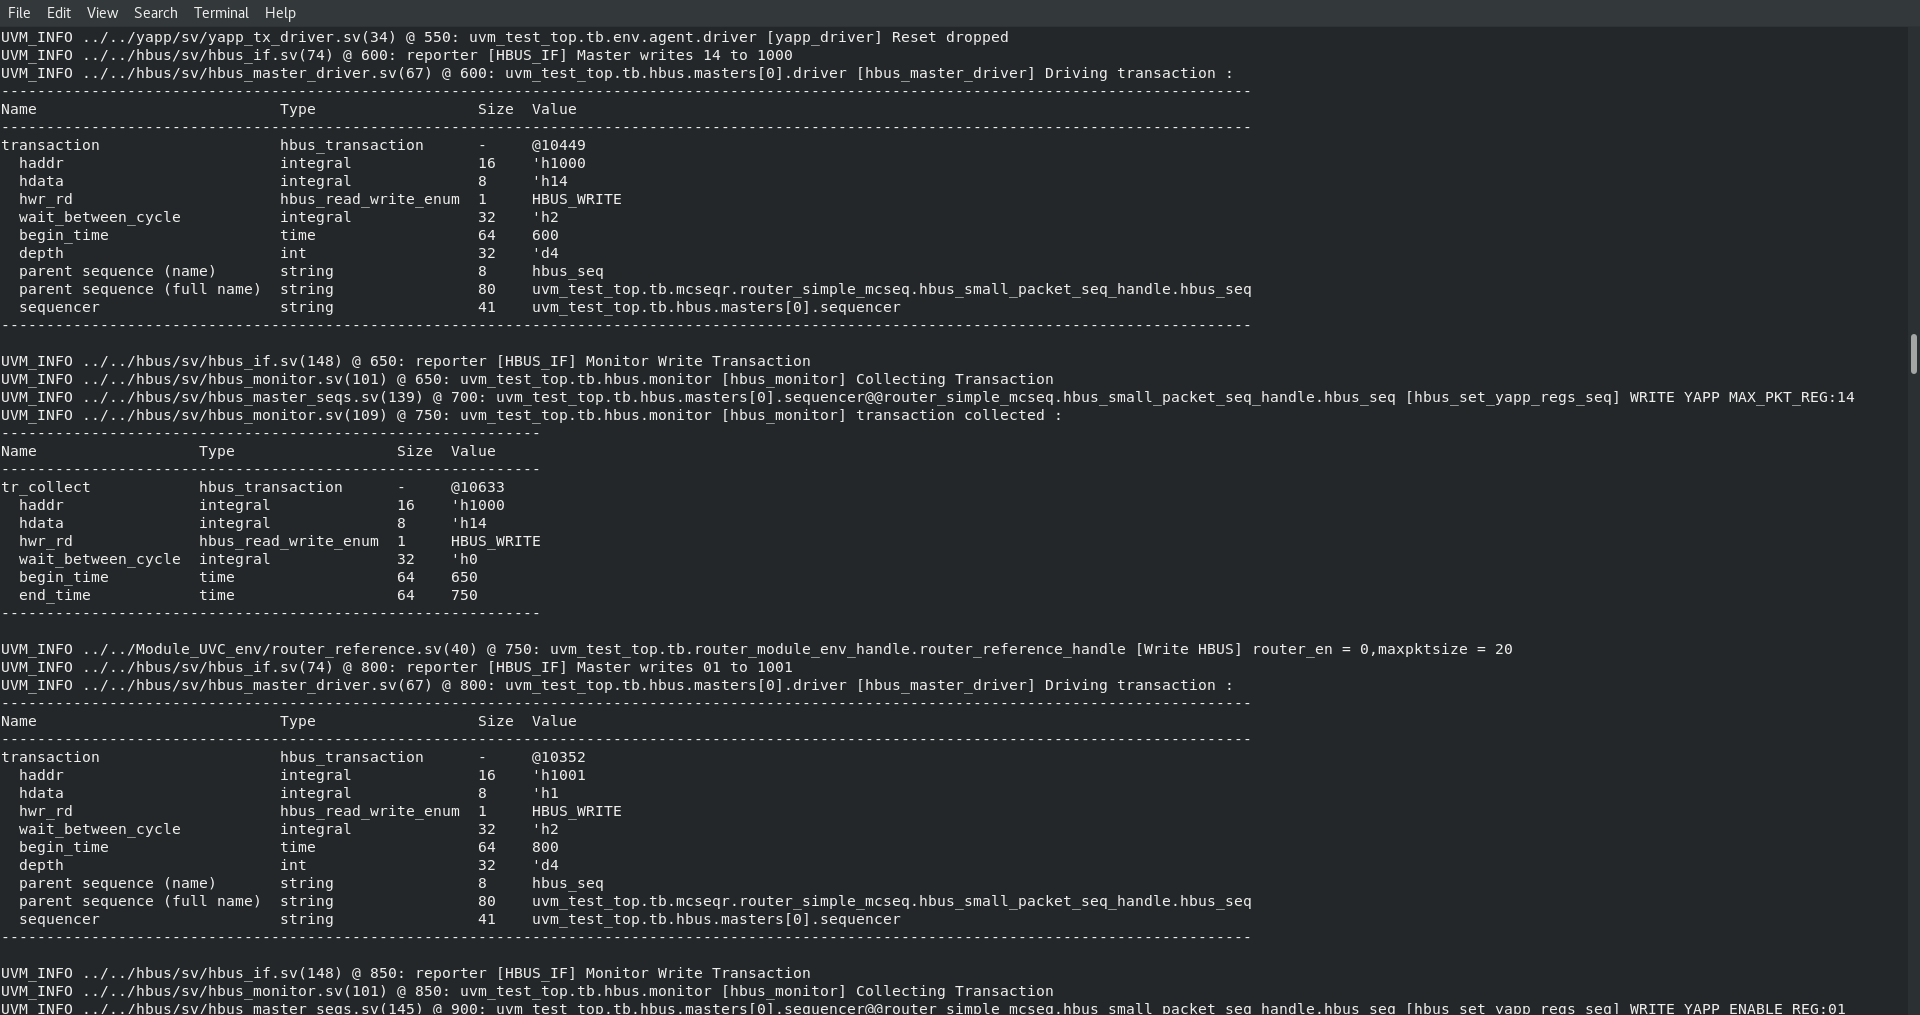 File Edit View Search Terminal Help
UVM_INFO ../../yapp/sv/yapp_tx_driver.sv(34) @ 550: uvm_test_top.tb.env.agent.driver [yapp_driver] Reset dropped
UVM_INFO ../../hbus/sv/hbus_if.sv(74) @ 600: reporter [HBUS_IF] Master writes 14 to 1000
UVM_INFO ../../hbus/sv/hbus_master_driver.sv(67) @ 600: uvm_test_top.tb.hbus.masters[0].driver [hbus_master_driver] Driving transaction :
-------------------------------------------------------------------------------------------------------------------------------------------
Name                           Type                  Size  Value
-------------------------------------------------------------------------------------------------------------------------------------------
transaction                    hbus_transaction      -     @10449
  haddr                        integral              16    'h1000
  hdata                        integral              8     'h14
  hwr_rd                       hbus_read_write_enum  1     HBUS_WRITE
  wait_between_cycle           integral              32    'h2
  begin_time                   time                  64    600
  depth                        int                   32    'd4
  parent sequence (name)       string                8     hbus_seq
  parent sequence (full name)  string                80    uvm_test_top.tb.mcseqr.router_simple_mcseq.hbus_small_packet_seq_handle.hbus_seq
  sequencer                    string                41    uvm_test_top.tb.hbus.masters[0].sequencer
-------------------------------------------------------------------------------------------------------------------------------------------
UVM_INFO ../../hbus/sv/hbus_if.sv(148) @ 650: reporter [HBUS_IF] Monitor Write Transaction
UVM_INFO ../../hbus/sv/hbus_monitor.sv(101) @ 650: uvm_test_top.tb.hbus.monitor [hbus_monitor] Collecting Transaction
UVM_INFO ../../hbus/sv/hbus_master_seqs.sv(139) @ 700: uvm_test_top.tb.hbus.masters[0].sequencer@@router_simple_mcseq.hbus_small_packet_seq_handle.hbus_seq [hbus_set_yapp_regs_seq] WRITE YAPP MAX_PKT_REG:14
UVM_INFO ../../hbus/sv/hbus_monitor.sv(109) @ 750: uvm_test_top.tb.hbus.monitor [hbus_monitor] transaction collected :
------------------------------------------------------------
Name                  Type                  Size  Value
------------------------------------------------------------
tr_collect            hbus_transaction      -     @10633
  haddr               integral              16    'h1000
  hdata               integral              8     'h14
  hwr_rd              hbus_read_write_enum  1     HBUS_WRITE
  wait_between_cycle  integral              32    'h0
  begin_time          time                  64    650
  end_time            time                  64    750
------------------------------------------------------------
UVM_INFO ../../Module_UVC_env/router_reference.sv(40) @ 750: uvm_test_top.tb.router_module_env_handle.router_reference_handle [Write HBUS] router_en = 0,maxpktsize = 20
UVM_INFO ../../hbus/sv/hbus_if.sv(74) @ 800: reporter [HBUS_IF] Master writes 01 to 1001
UVM_INFO ../../hbus/sv/hbus_master_driver.sv(67) @ 800: uvm_test_top.tb.hbus.masters[0].driver [hbus_master_driver] Driving transaction :
-------------------------------------------------------------------------------------------------------------------------------------------
Name                           Type                  Size  Value
-------------------------------------------------------------------------------------------------------------------------------------------
transaction                    hbus_transaction      -     @10352
  haddr                        integral              16    'h1001
  hdata                        integral              8     'h1
  hwr_rd                       hbus_read_write_enum  1     HBUS_WRITE
  wait_between_cycle           integral              32    'h2
  begin_time                   time                  64    800
  depth                        int                   32    'd4
  parent sequence (name)       string                8     hbus_seq
  parent sequence (full name)  string                80    uvm_test_top.tb.mcseqr.router_simple_mcseq.hbus_small_packet_seq_handle.hbus_seq
  sequencer                    string                41    uvm_test_top.tb.hbus.masters[0].sequencer
-------------------------------------------------------------------------------------------------------------------------------------------
UVM_INFO ../../hbus/sv/hbus_if.sv(148) @ 850: reporter [HBUS_IF] Monitor Write Transaction
UVM_INFO ../../hbus/sv/hbus_monitor.sv(101) @ 850: uvm_test_top.tb.hbus.monitor [hbus_monitor] Collecting Transaction
UVM_INFO ../../hbus/sv/hbus_master_seqs.sv(145) @ 900: uvm_test_top.tb.hbus.masters[0].sequencer@@router_simple_mcseq.hbus_small_packet_seq_handle.hbus_seq [hbus_set_yapp_regs_seq] WRITE YAPP ENABLE_REG:01